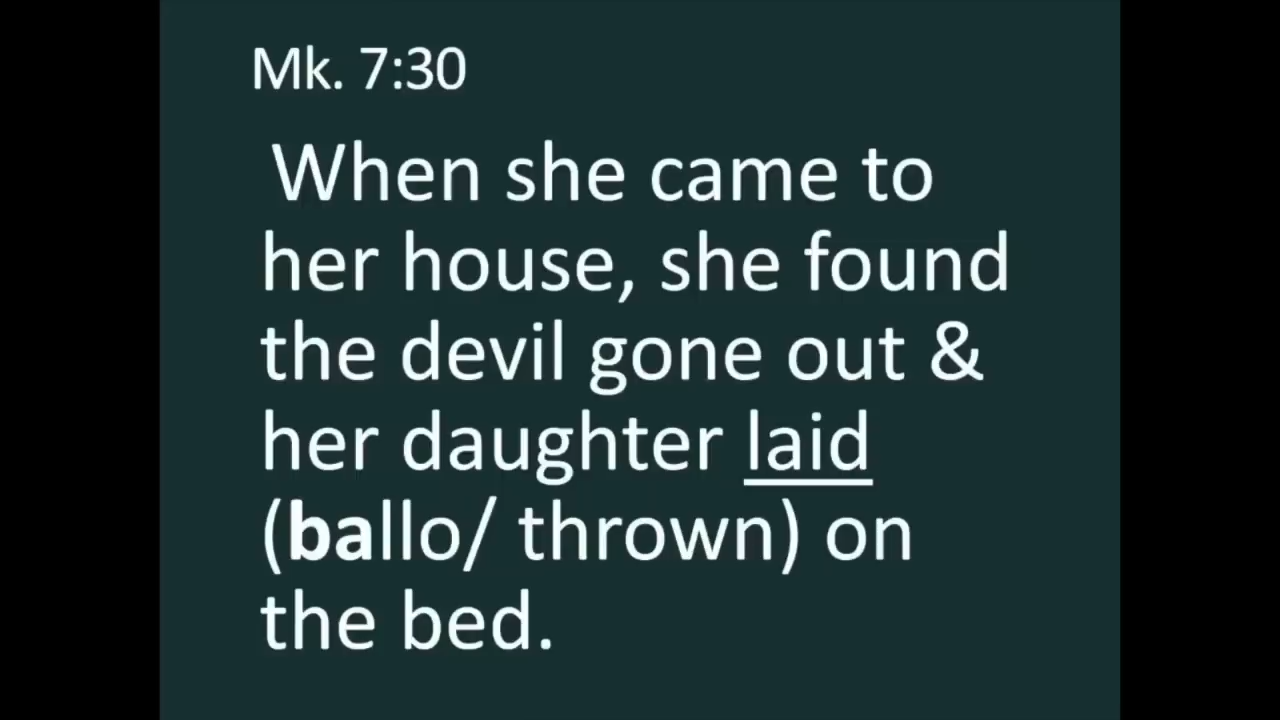 Mk. 7:30
When she came to
her house, she found
the devil gone out &
her daughter laid
(ballo/ thrown) on
the bed.